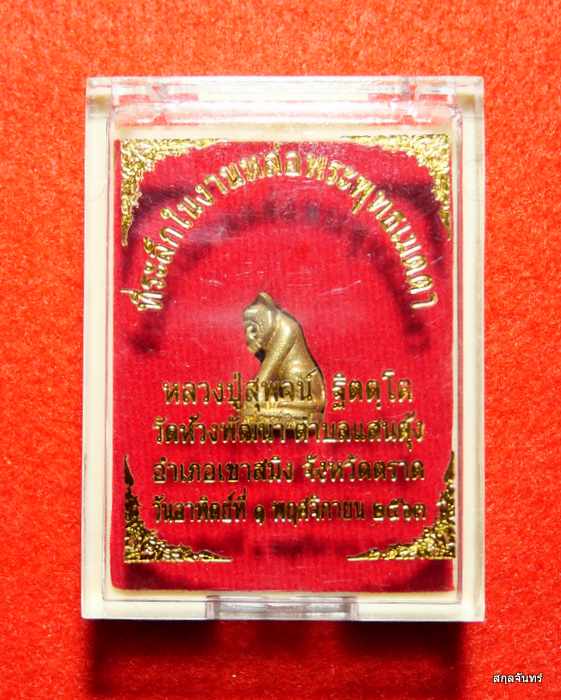 ที่ระลึกในงานหล่อพระพุทธเมตตา
หลวงปู่สุพจน์ ฐิตตฺโต
วัดห้วงพัฒนา ตำบลแสนตุ้ง
อำเภอเขาสมิง จังหวัดตราด
วันอาทิตย์ที่ ๑ พฤศจิกายน ๒๕๖๓
สกุลจันทร์